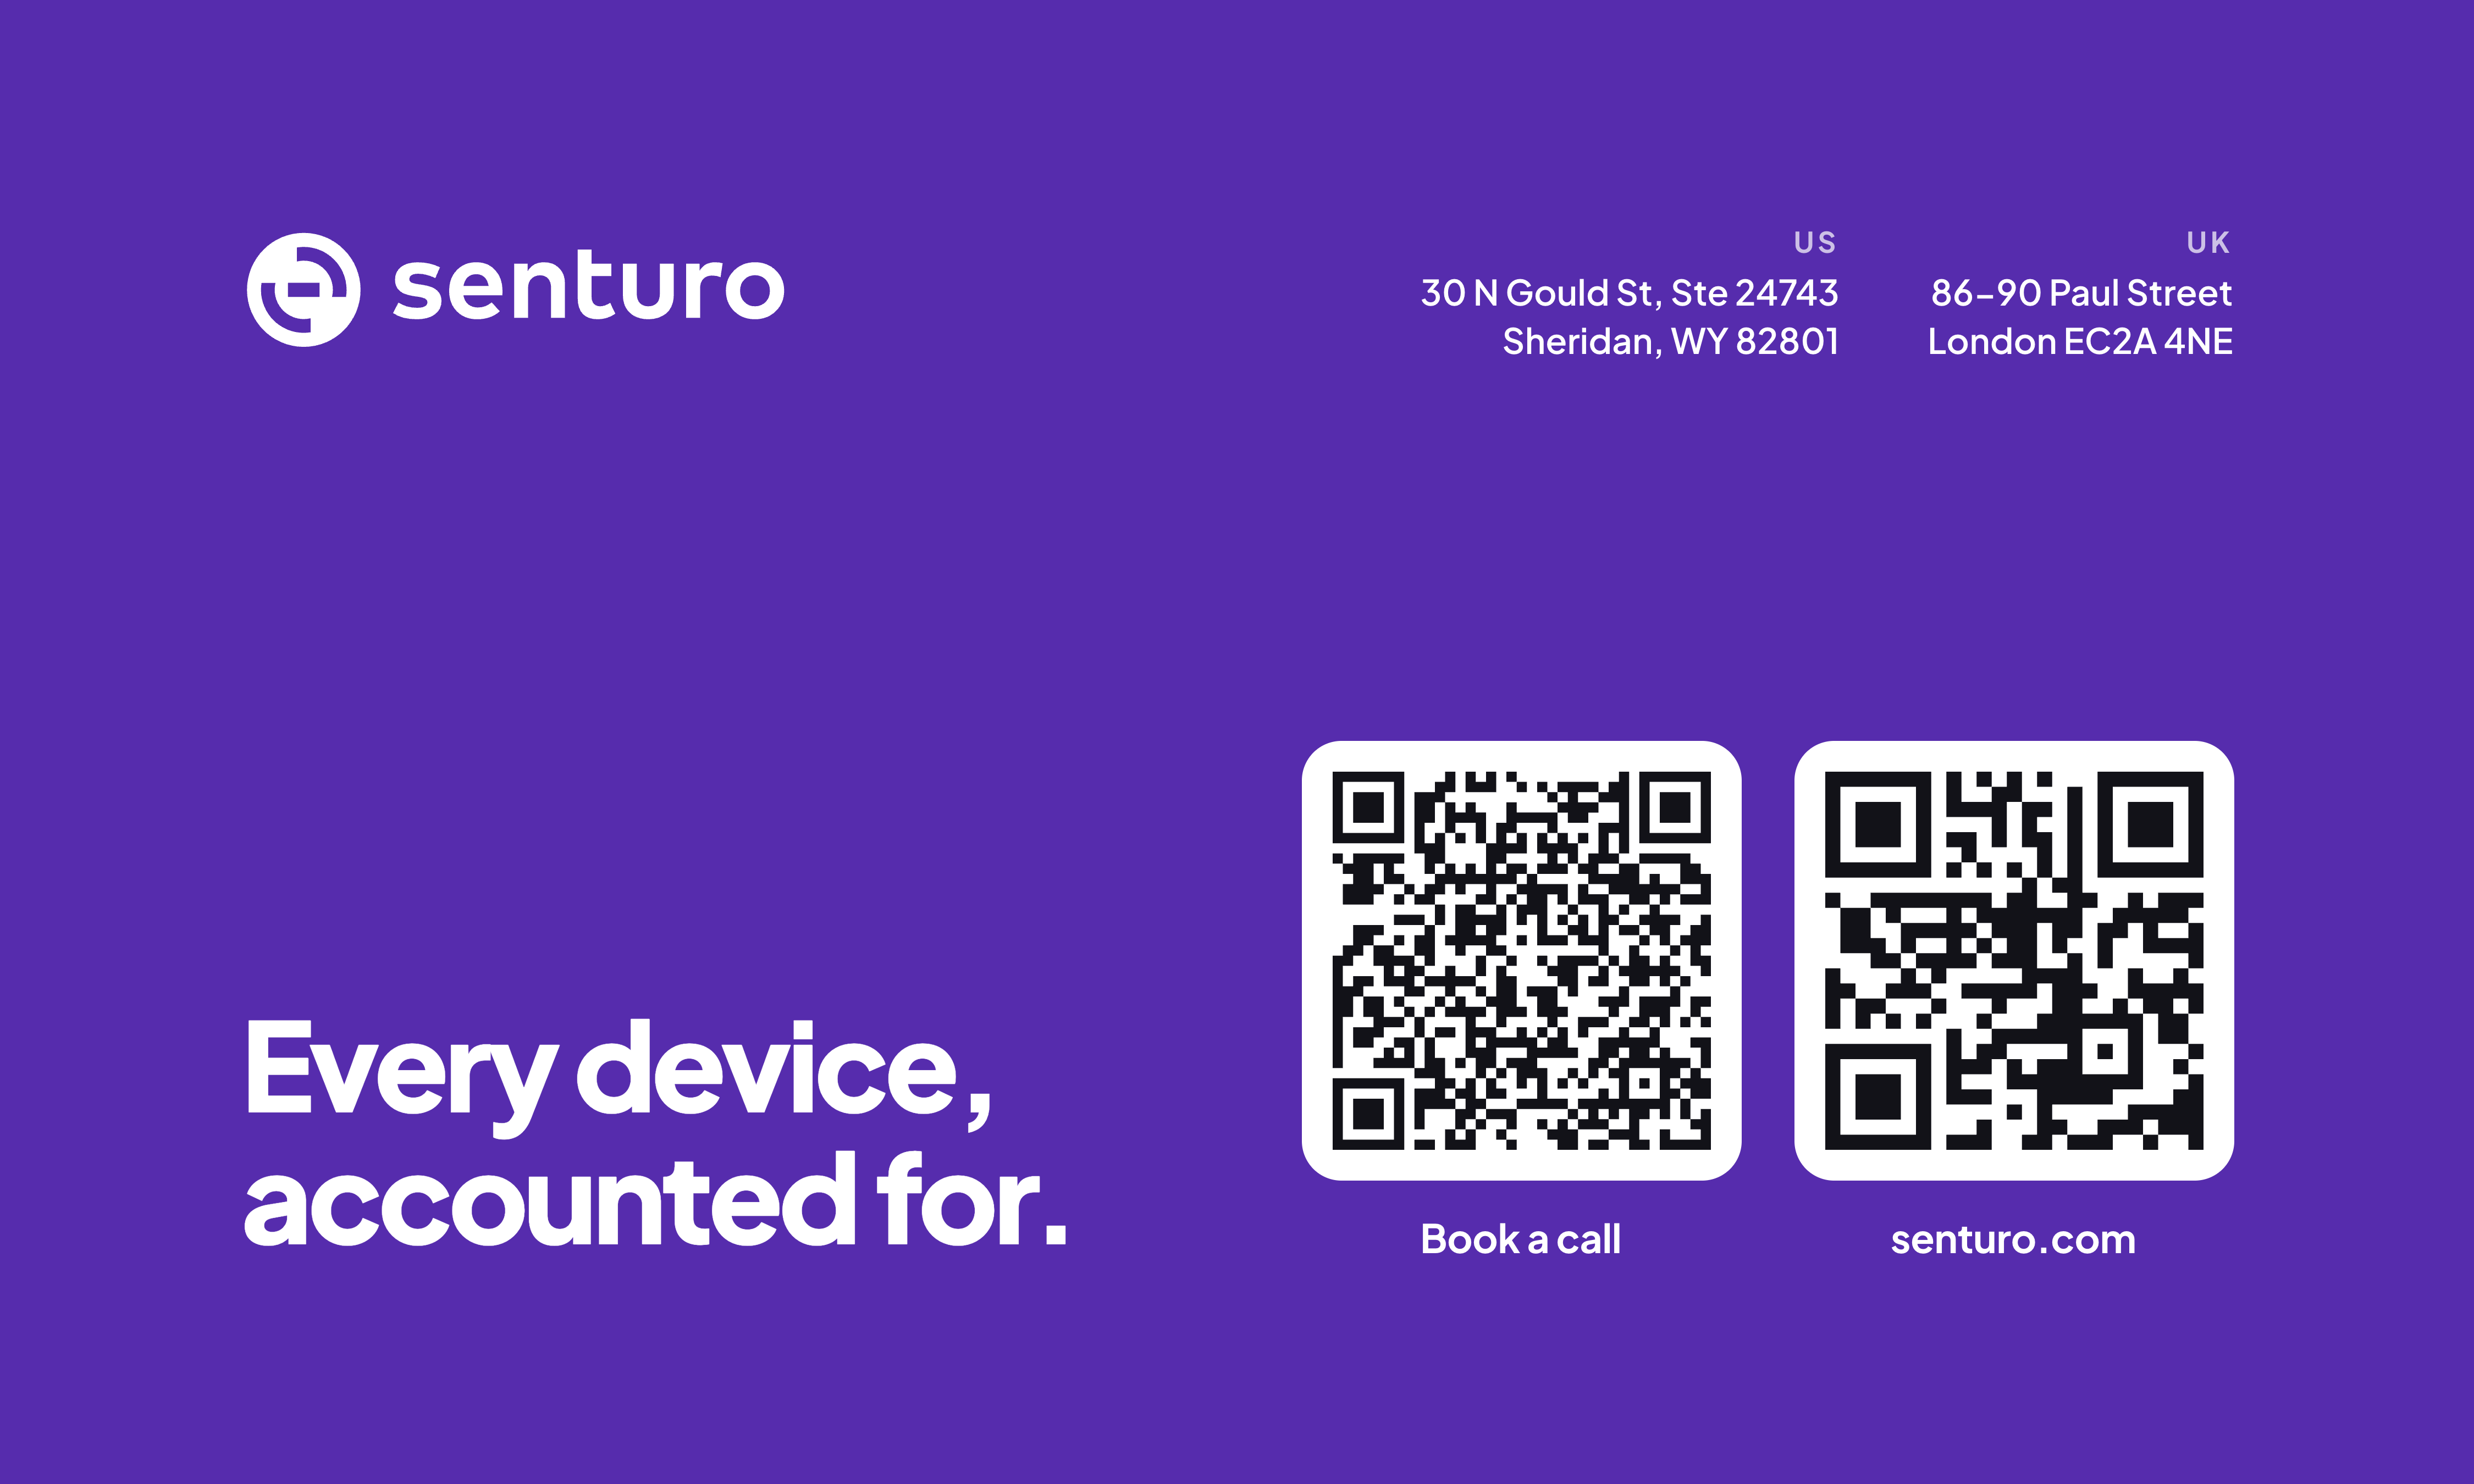 senturo
US
30 N Gould St, Ste 24743
Sheridan, WY 82801
UK
86–90 Paul Street
London EC2A 4NE
Every device,
accounted for.
Book a call
senturo.com